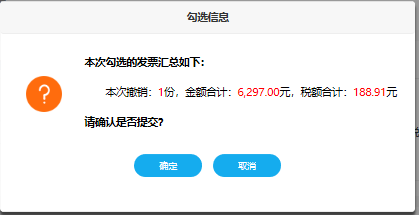 勾选信息
本次勾选的发票汇总如下：
本次撤销：1份，金额合计：6,297.00元，税额合计：188.91元
请确认是否提交?
确定 取消